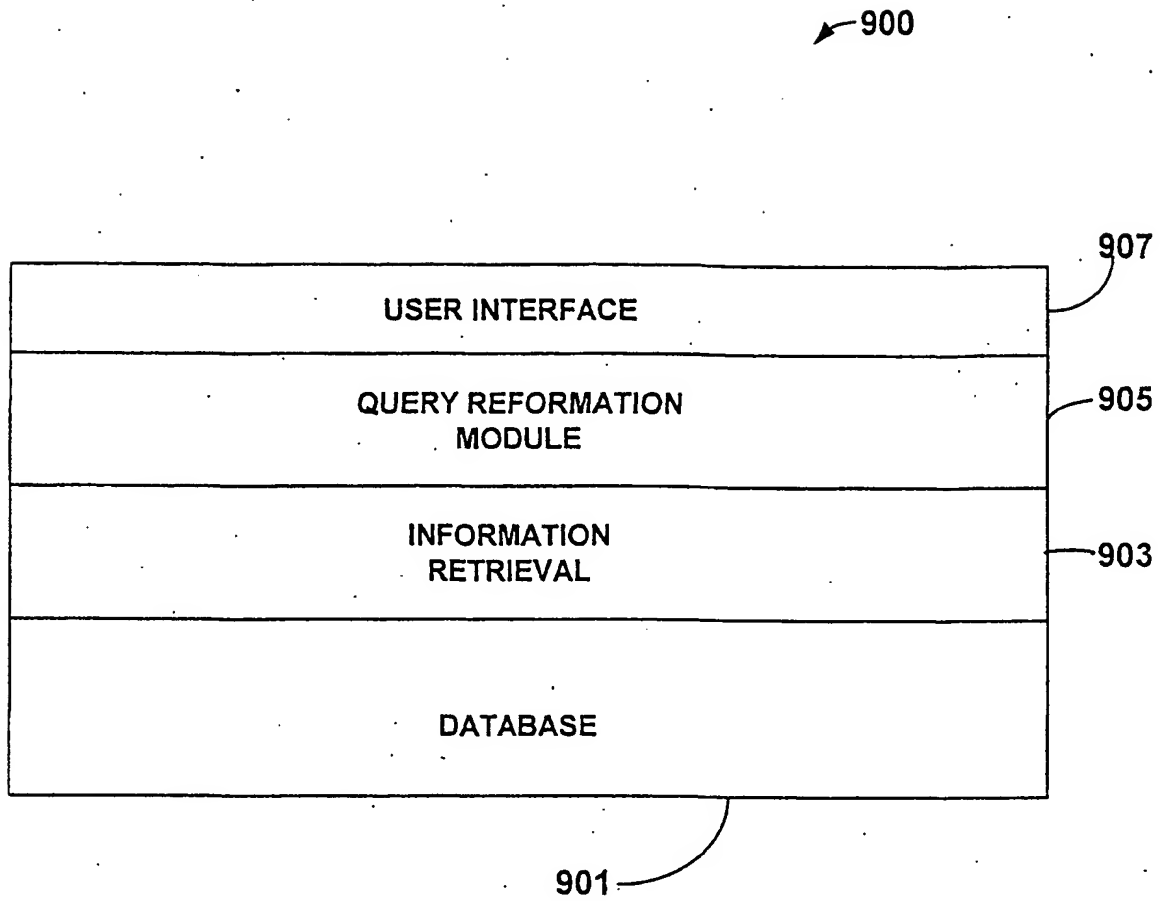 900
907
USER INTERFACE
QUERY REFORMATION
MODULE
905
INFORMATION
RETRIEVAL
903
DATABASE
901